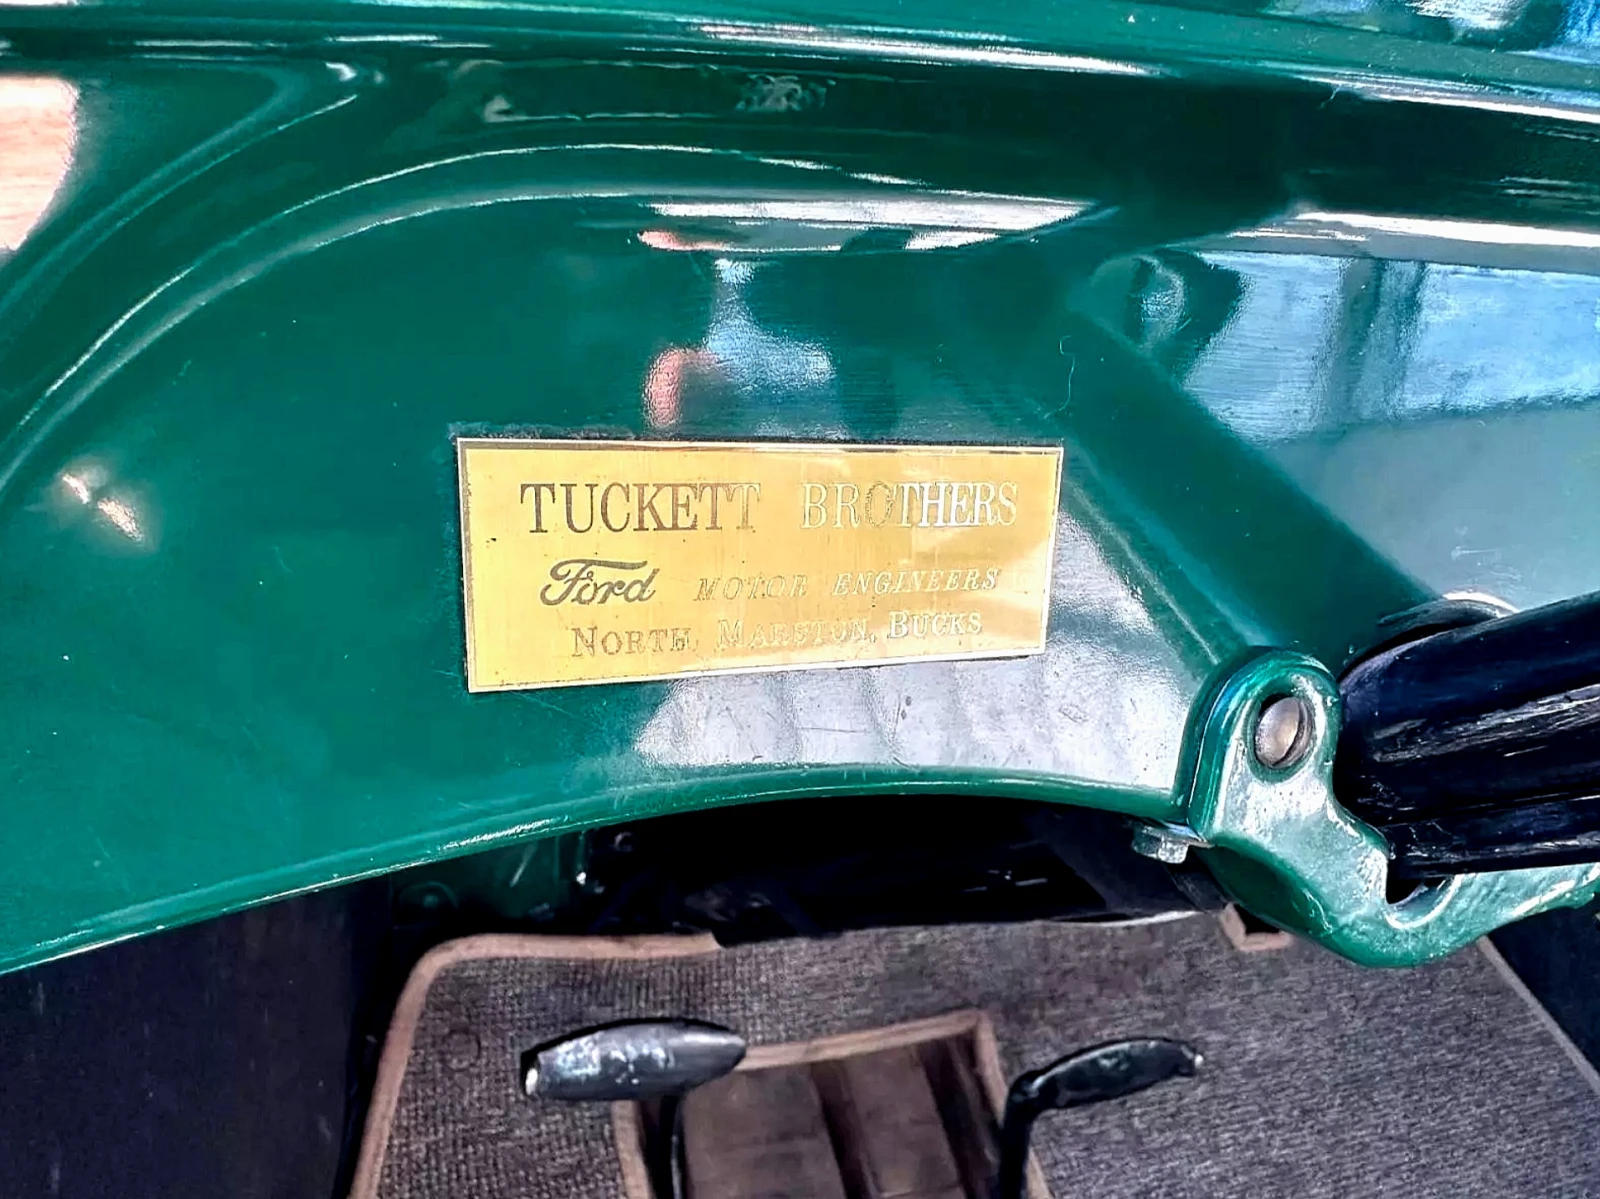 TUCKETT BROTHERS
Ford MOTOR ENGINEERS
NORTH MARSTON, BUCKS